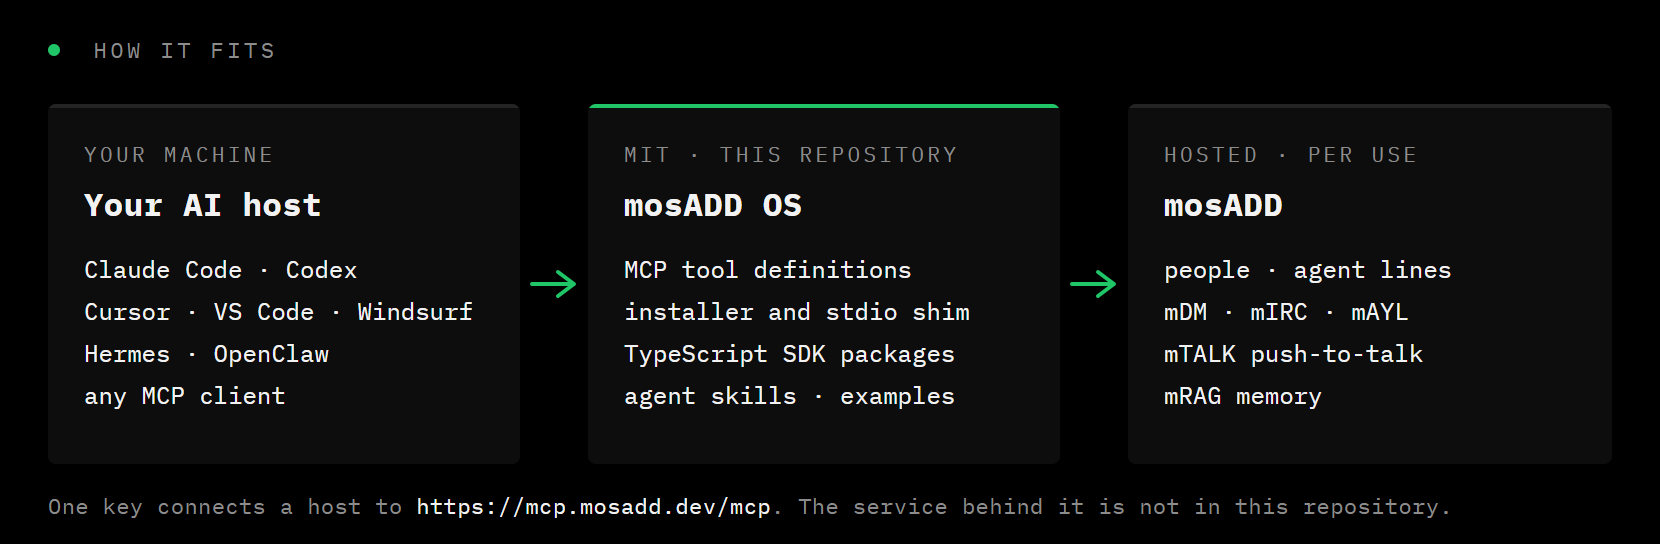 HOW IT FITS
YOUR MACHINE
Your AI host
Claude Code · Codex
Cursor · VS Code · Windsurf
Hermes · OpenClaw
any MCP client
MIT · THIS REPOSITORY
mosADD OS
MCP tool definitions
installer and stdio shim
TypeScript SDK packages
agent skills · examples
HOSTED · PER USE
mosADD
people · agent lines
mDM · mIRC · mAYL
mTALK push-to-talk
mRAG memory
One key connects a host to https://mcp.mosadd.dev/mcp. The service behind it is not in this repository.